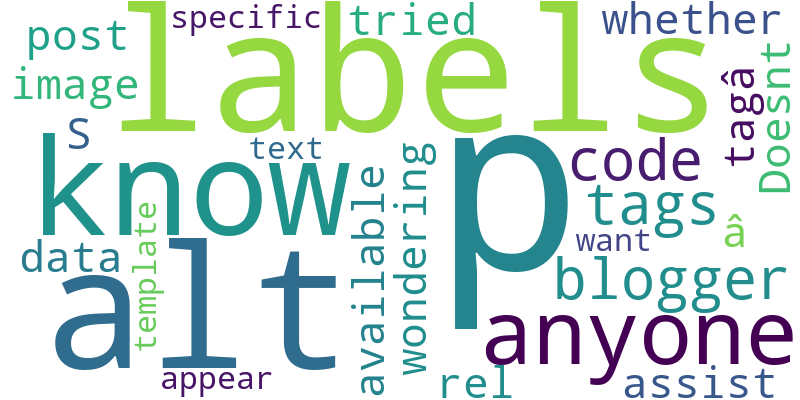 specific
tried
whether
post
labels
image
tagâ
Doesnt
S
text
know
p
code
tags
wondering
available
template
data
alt
want
â
blogger
anyone
appear
rel
assist